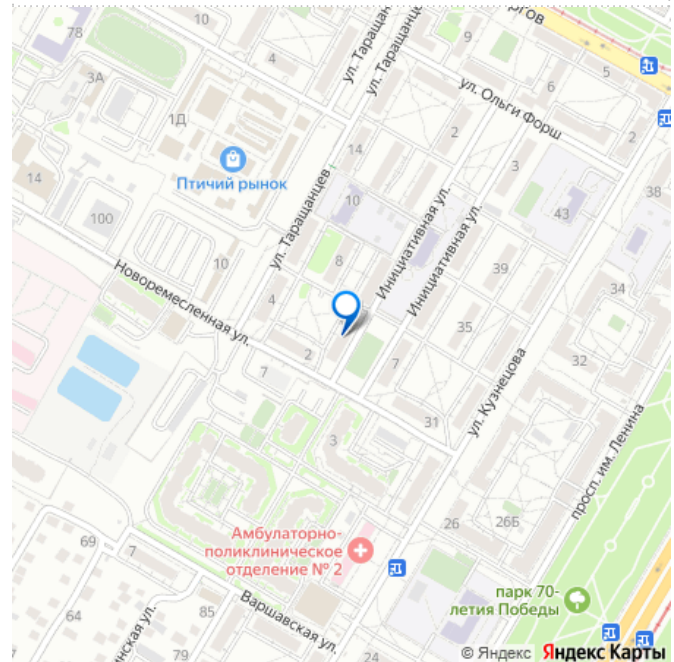 10
78
3А
1Д
ул. Таращанцев
ул. Таращанцев
ргов
9
5
6
ул. Ольги Форш
2
2
14
3
Птичий рынок
14
100
10
ул. Таращанцев
10
Инициативная ул.
Инициативная ул.
43
38
8
39
34
Новоремесленная ул.
4
35
32
2
7
7
31
ул. Кузнецова
просп. им. Ленина
3
26
26Б
Амбулаторно-
поликлиническое
отделение № 2
69
7
парк 70-
летия Победы
85
Варшавская ул.
64
инская ул.
79
24
© Яндекс Яндекс Карты